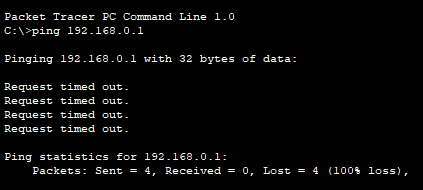 Packet Tracer PC Command Line 1.0
C:\>ping 192.168.0.1
Pinging 192.168.0.1 with 32 bytes of data:
Request timed out.
Request timed out.
Request timed out.
Request timed out.
Ping statistics for 192.168.0.1:
Packets: Sent = 4, Received = 0, Lost = 4 (100% loss),